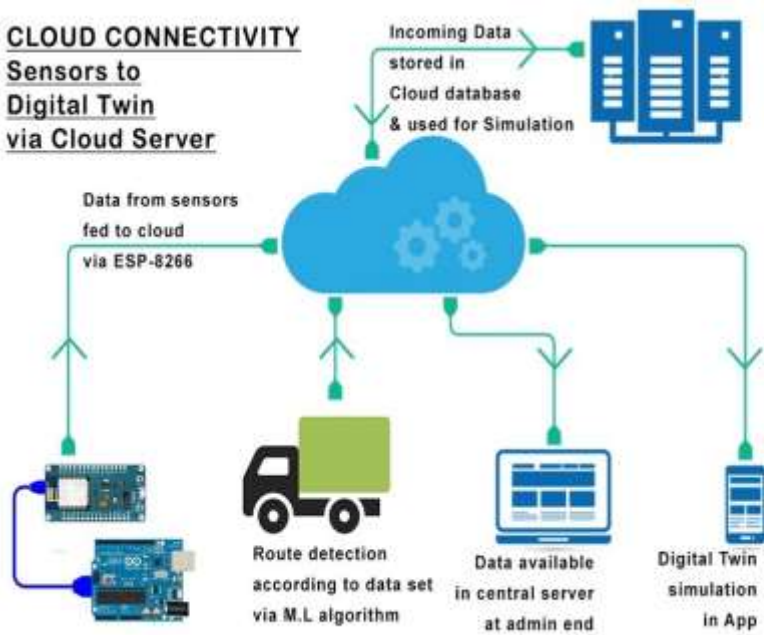 CLOUD CONNECTIVITY
Sensors to
Digital Twin
via Cloud Server
Incoming Data
stored in
Cloud database
& used for Simulation
Data from sensors
fed to cloud
via ESP-8266
Route detection
according to data set
via M.L algorithm
Data available
in central server
at admin end
Digital Twin
simulation
in App